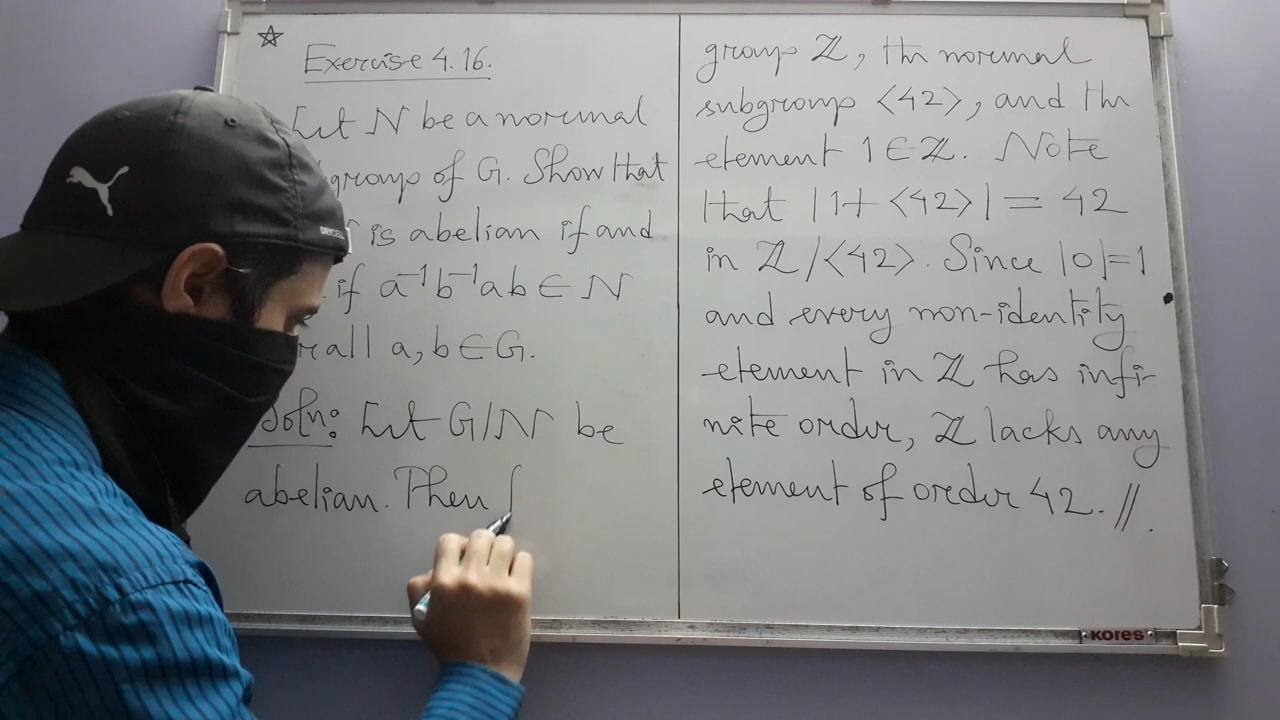 ☆
Exercise 4.16.
Let N be a normal
group of G. Show that
is abelian if and
if a⁻¹b⁻¹ab ∈ N
all a, b ∈ G.
Soln: Let G/N be
abelian. Then
group ℤ, the normal
subgroup ⟨42⟩, and the
element 1 ∈ ℤ. Note
that |1+⟨42⟩| = 42
in ℤ/⟨42⟩. Since |0|=1
and every non-identity
element in ℤ has infi-
nite order, ℤ lacks any
element of order 42. //.
DRYCELL
KORES